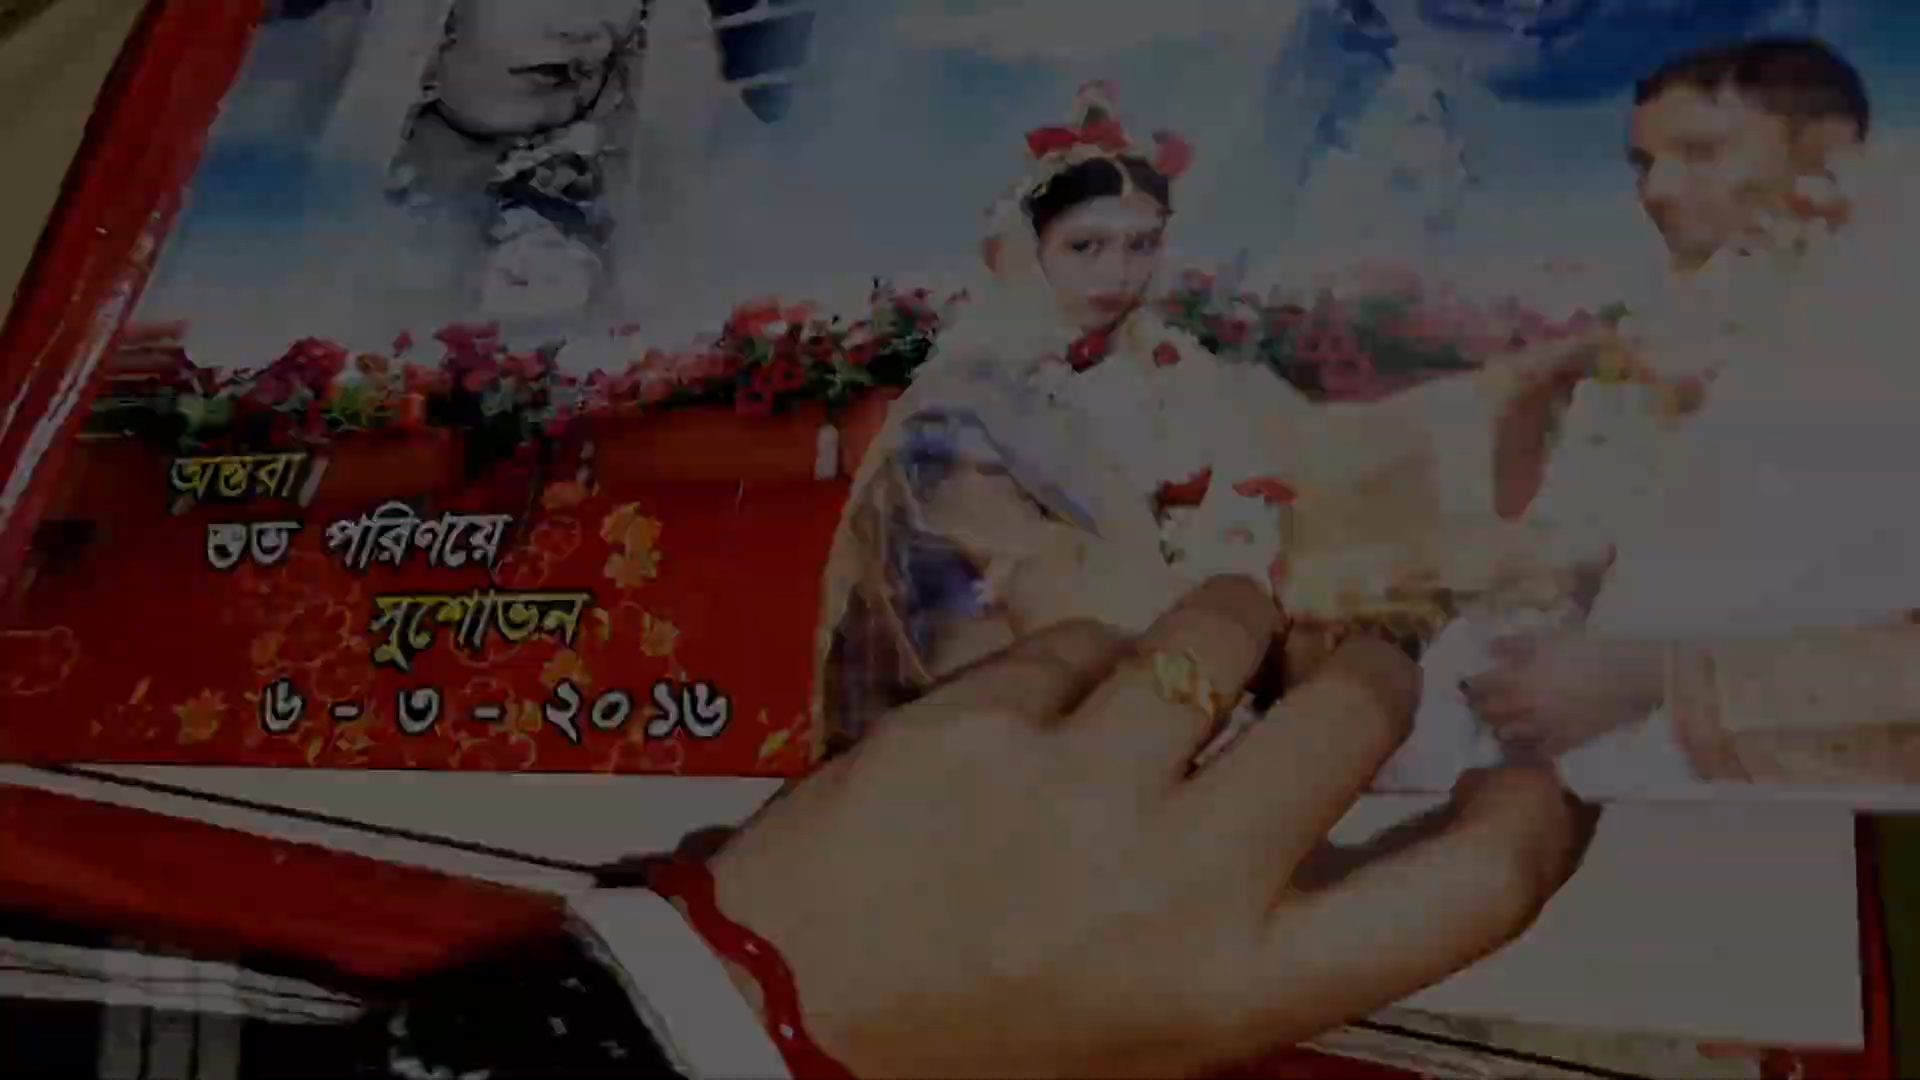 অন্তরা
শুভ পরিণয়ে
সুশোভন
৬ - ৩ - ২০১৬